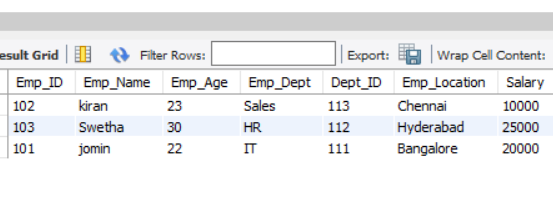 esult Grid Filter Rows: Export: Wrap Cell Content:
Emp_ID Emp_Name Emp_Age Emp_Dept Dept_ID Emp_Location Salary
102 kiran 23 Sales 113 Chennai 10000
103 Swetha 30 HR 112 Hyderabad 25000
101 jomin 22 IT 111 Bangalore 20000